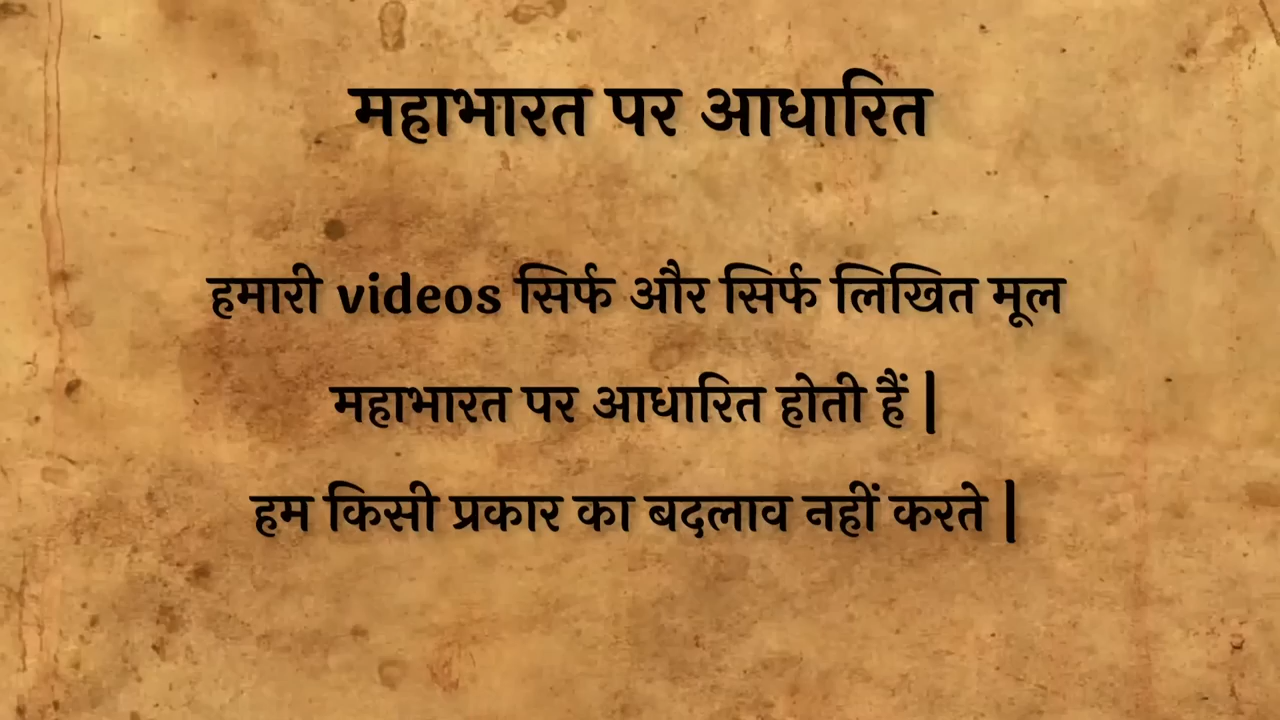 महाभारत पर आधारित
हमारी videos सिर्फ और सिर्फ लिखित मूल
महाभारत पर आधारित होती हैं |
हम किसी प्रकार का बदलाव नहीं करते |